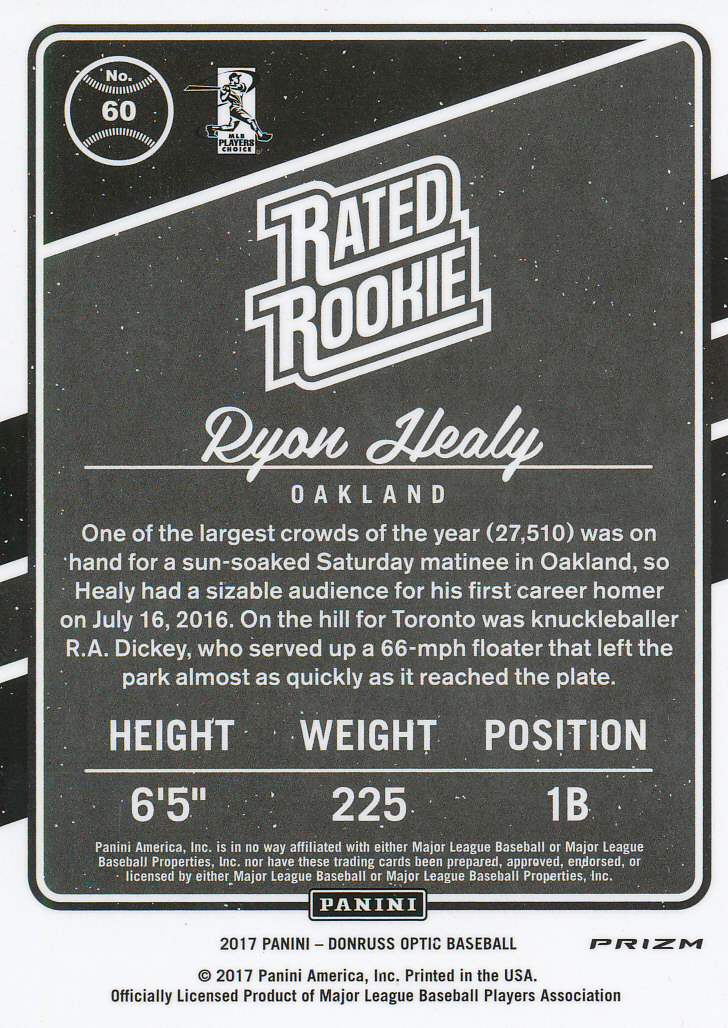 No.
60
MLB
PLAYERS
CHOICE
RATED
ROOKIE
Ryon Healy
OAKLAND
One of the largest crowds of the year (27,510) was on
hand for a sun-soaked Saturday matinee in Oakland, so
Healy had a sizable audience for his first career homer
on July 16, 2016. On the hill for Toronto was knuckleballer
R.A. Dickey, who served up a 66-mph floater that left the
park almost as quickly as it reached the plate.
HEIGHT WEIGHT POSITION
6'5" 225 1B
Panini America, Inc. is in no way affiliated with either Major League Baseball or Major League
Baseball Properties, Inc. nor have these trading cards been prepared, approved, endorsed, or
licensed by either Major League Baseball or Major League Baseball Properties, Inc.
PANINI
2017 PANINI – DONRUSS OPTIC BASEBALL PRIZM
© 2017 Panini America, Inc. Printed in the USA.
Officially Licensed Product of Major League Baseball Players Association